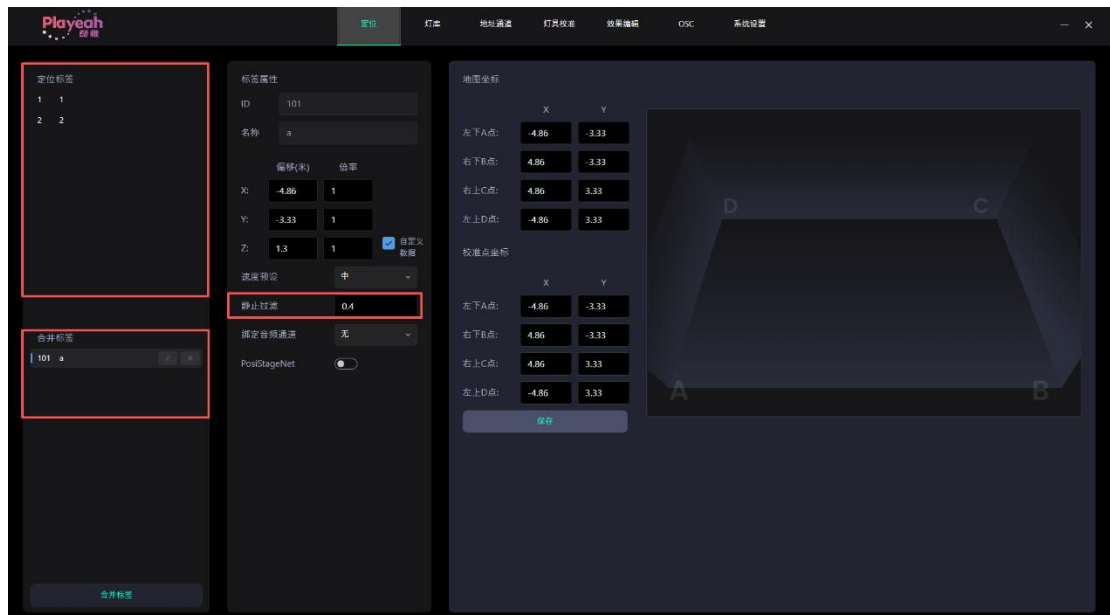 Playeah
酷雅
定位 灯库 地址通道 灯具校准 效果编辑 OSC 系统设置
定位标签
1 1
2 2
合并标签
101 a
合并标签
标签属性
ID 101
名称 a
偏移(米) 倍率
X: -4.86 1
Y: -3.33 1
Z: 1.3 1 自定义
数据
速度预设 中
静止过滤 0.4
绑定音频通道 无
PosiStageNet
地图坐标
X Y
左下A点: -4.86 -3.33
右下B点: 4.86 -3.33
右上C点: 4.86 3.33
左上D点: -4.86 3.33
校准点坐标
X Y
左下A点: -4.86 -3.33
右下B点: 4.86 -3.33
右上C点: 4.86 3.33
左上D点: -4.86 3.33
保存
D C
A B